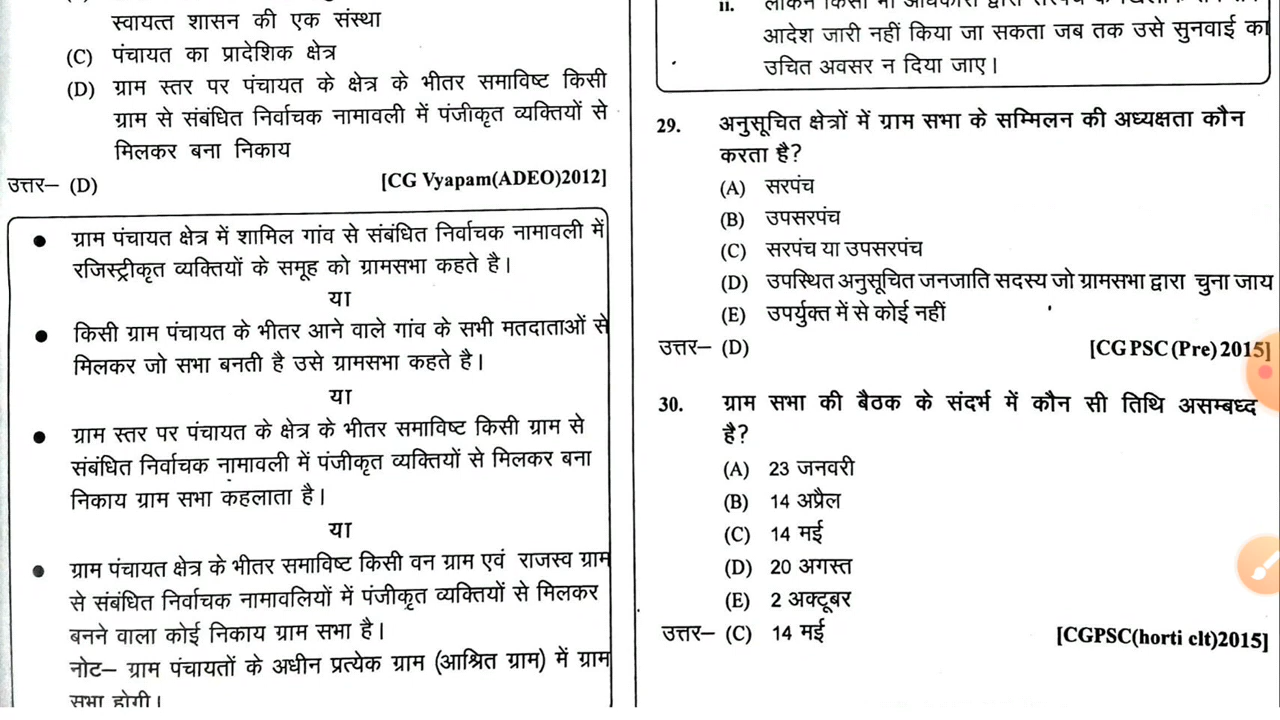 स्वायत्त शासन की एक संस्था
(C) पंचायत का प्रादेशिक क्षेत्र
(D) ग्राम स्तर पर पंचायत के क्षेत्र के भीतर समाविष्ट किसी
ग्राम से संबंधित निर्वाचक नामावली में पंजीकृत व्यक्तियों से
मिलकर बना निकाय
उत्तर– (D) [CG Vyapam(ADEO)2012]
● ग्राम पंचायत क्षेत्र में शामिल गांव से संबंधित निर्वाचक नामावली में
रजिस्ट्रीकृत व्यक्तियों के समूह को ग्रामसभा कहते है।
या
● किसी ग्राम पंचायत के भीतर आने वाले गांव के सभी मतदाताओं से
मिलकर जो सभा बनती है उसे ग्रामसभा कहते है।
या
● ग्राम स्तर पर पंचायत के क्षेत्र के भीतर समाविष्ट किसी ग्राम से
संबंधित निर्वाचक नामावली में पंजीकृत व्यक्तियों से मिलकर बना
निकाय ग्राम सभा कहलाता है।
या
● ग्राम पंचायत क्षेत्र के भीतर समाविष्ट किसी वन ग्राम एवं राजस्व ग्राम
से संबंधित निर्वाचक नामावलियों में पंजीकृत व्यक्तियों से मिलकर
बनने वाला कोई निकाय ग्राम सभा है।
नोट– ग्राम पंचायतों के अधीन प्रत्येक ग्राम (आश्रित ग्राम) में ग्राम
सभा होगी।
ii. लेकिन किसी भी अधिकारी द्वारा सरपंच के खिलाफ
आदेश जारी नहीं किया जा सकता जब तक उसे सुनवाई का
उचित अवसर न दिया जाए।
29. अनुसूचित क्षेत्रों में ग्राम सभा के सम्मिलन की अध्यक्षता कौन
करता है?
(A) सरपंच
(B) उपसरपंच
(C) सरपंच या उपसरपंच
(D) उपस्थित अनुसूचित जनजाति सदस्य जो ग्रामसभा द्वारा चुना जाय
(E) उपर्युक्त में से कोई नहीं
उत्तर– (D) [CGPSC(Pre)2015]
30. ग्राम सभा की बैठक के संदर्भ में कौन सी तिथि असम्बध्द
है?
(A) 23 जनवरी
(B) 14 अप्रैल
(C) 14 मई
(D) 20 अगस्त
(E) 2 अक्टूबर
उत्तर– (C) 14 मई [CGPSC(horti clt)2015]